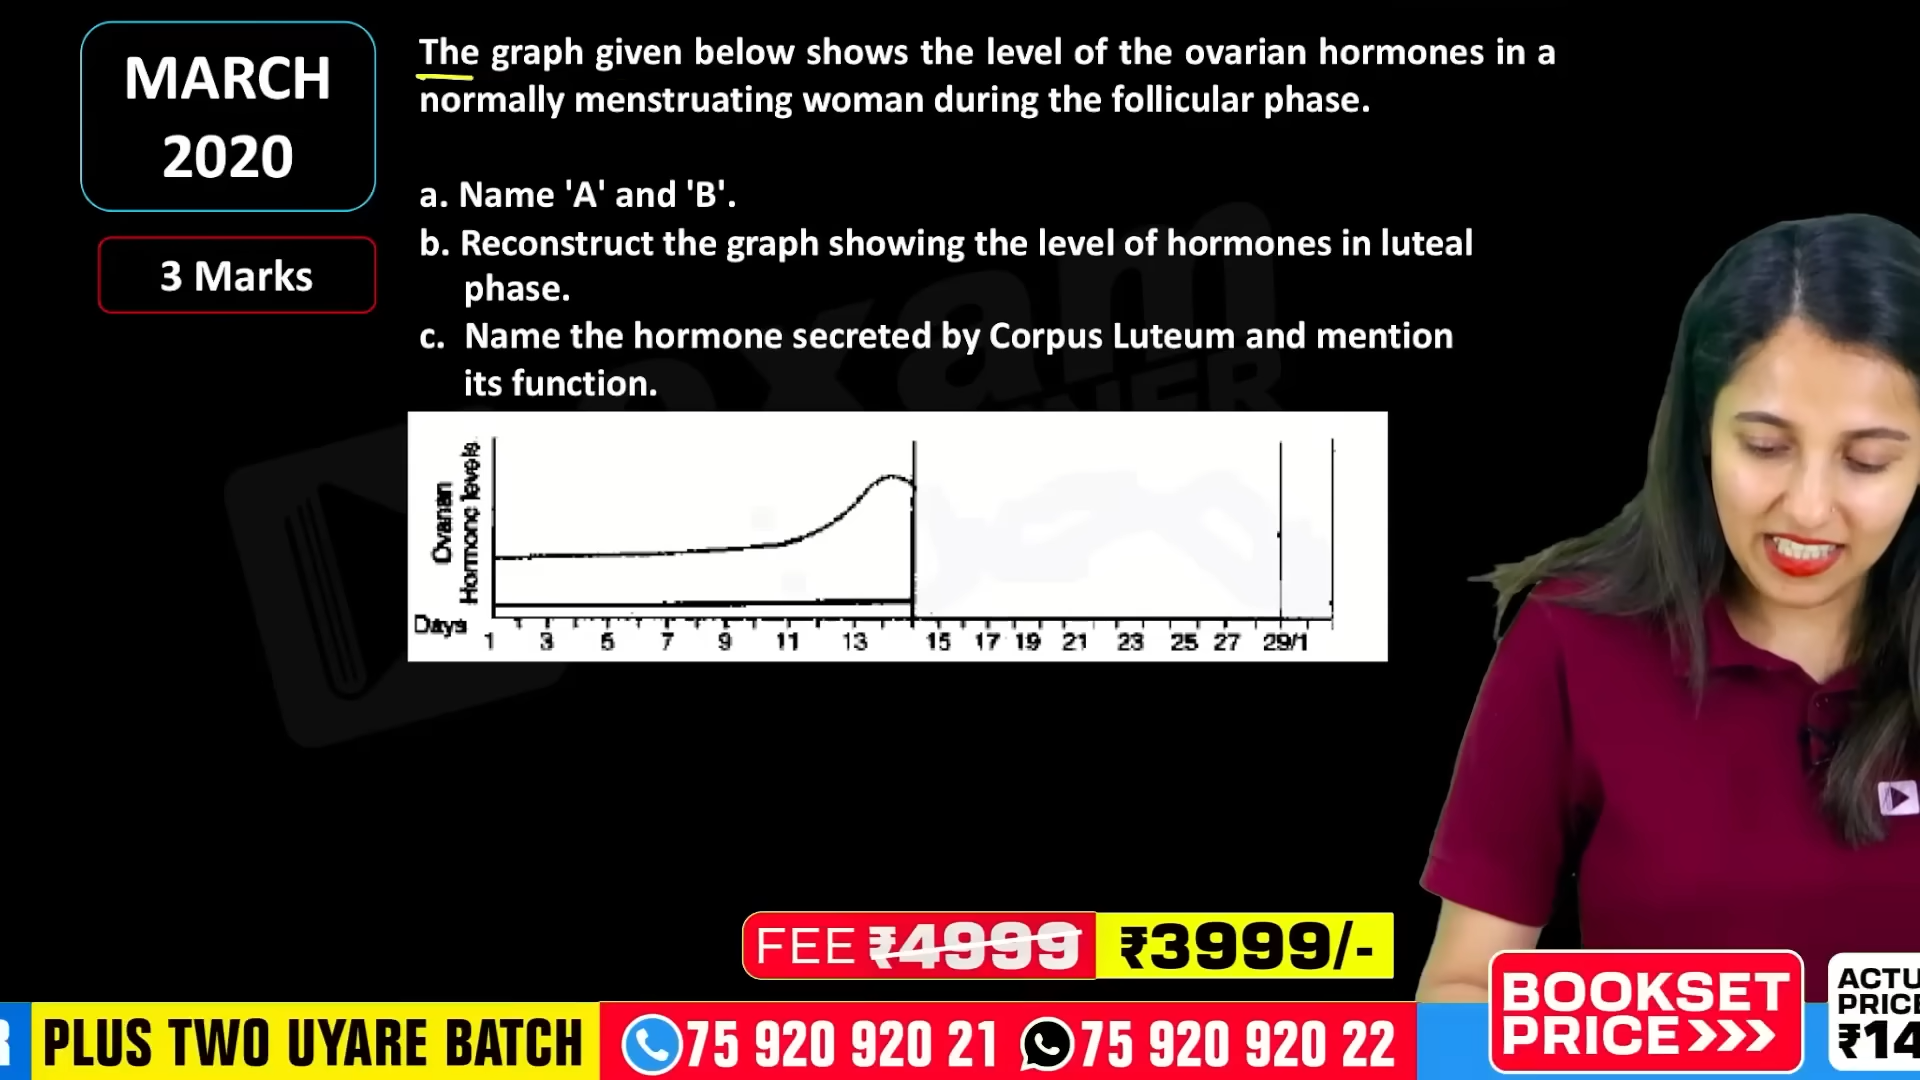 MARCH
2020
3 Marks
The graph given below shows the level of the ovarian hormones in a
normally menstruating woman during the follicular phase.
a. Name 'A' and 'B'.
b. Reconstruct the graph showing the level of hormones in luteal
phase.
c. Name the hormone secreted by Corpus Luteum and mention
its function.
Ovarian
Hormone levels
Days
1 3 5 7 9 11 13 15 17 19 21 23 25 27 29/1
FEE ₹4999 ₹3999/-
PLUS TWO UYARE BATCH 75 920 920 21 75 920 920 22
BOOKSET
PRICE >>>
ACTU
PRICE
₹14